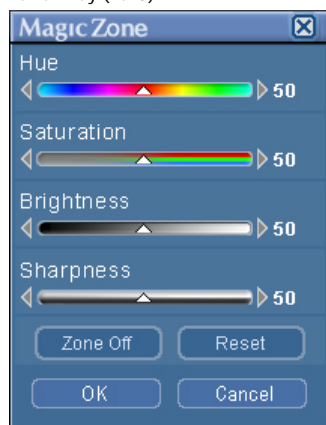 Magic Zone
Hue
50
Saturation
50
Brightness
50
Sharpness
50
Zone Off Reset
OK Cancel